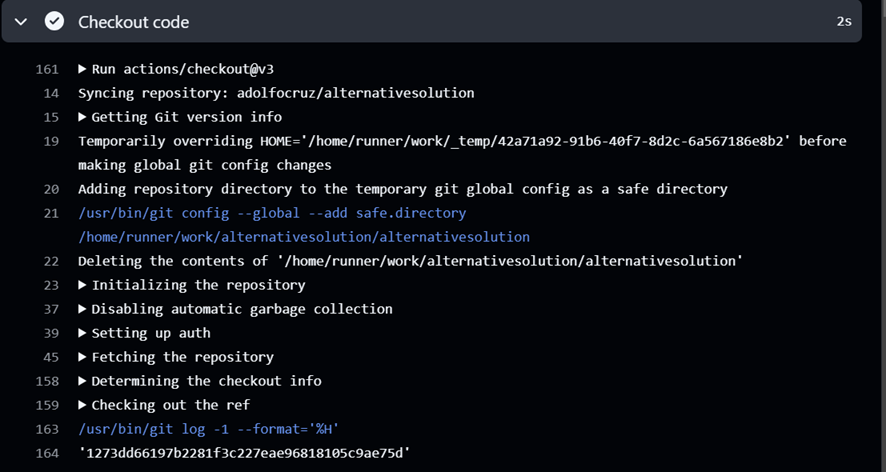 Checkout code 2s
161 Run actions/checkout@v3
14 Syncing repository: adolfocruz/alternativesolution
15 Getting Git version info
19 Temporarily overriding HOME='/home/runner/work/_temp/42a71a92-91b6-40f7-8d2c-6a567186e8b2' before
making global git config changes
20 Adding repository directory to the temporary git global config as a safe directory
21 /usr/bin/git config --global --add safe.directory
/home/runner/work/alternativesolution/alternativesolution
22 Deleting the contents of '/home/runner/work/alternativesolution/alternativesolution'
23 Initializing the repository
37 Disabling automatic garbage collection
39 Setting up auth
45 Fetching the repository
158 Determining the checkout info
159 Checking out the ref
163 /usr/bin/git log -1 --format='%H'
164 '1273dd66197b2281f3c227eae96818105c9ae75d'